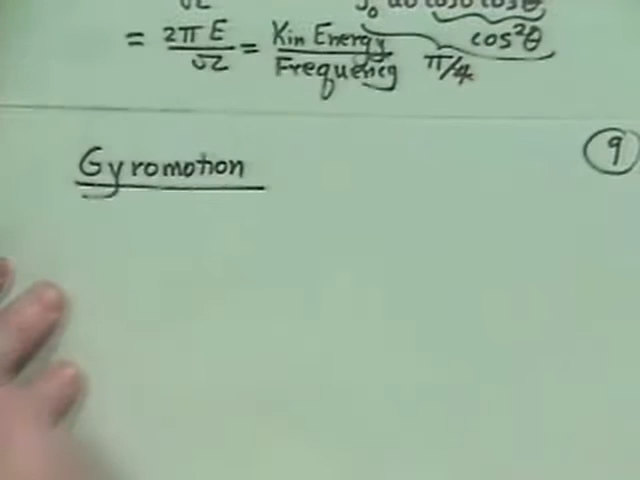 = 2π E / Ω = Kin Energy / Frequency
cos²θ
π/4
Gyromotion
9